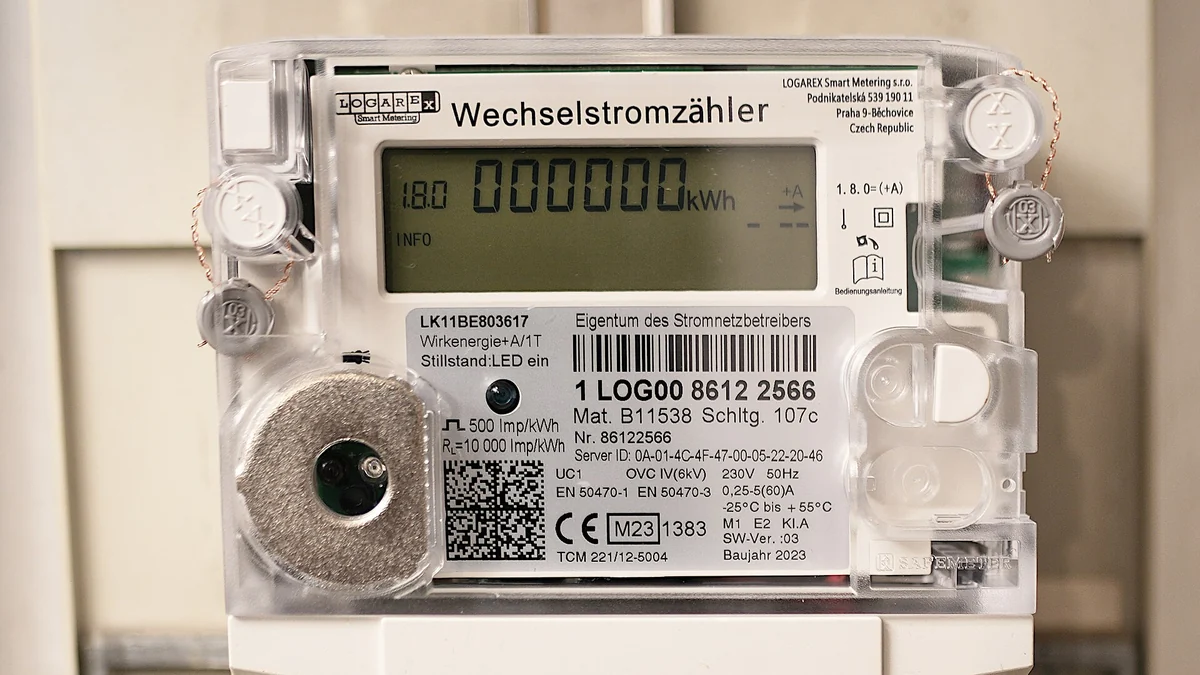 LOGAREX
Smart Metering
Wechselstromzähler
LOGAREX Smart Metering s.r.o.
Podnikatelská 539 190 11
Praha 9-Běchovice
Czech Republic
1.8.0 000000 kWh
+A
INFO
1. 8. 0=(+A)
Bedienungsanleitung
03
03
LK11BE803617
Wirkenergie+A/1T
Stillstand:LED ein
500 Imp/kWh
RL=10 000 Imp/kWh
Eigentum des Stromnetzbetreibers
1 LOG00 8612 2566
Mat. B11538 Schltg. 107c
Nr. 86122566
Server ID: 0A-01-4C-4F-47-00-05-22-20-46
UC1 OVC IV(6kV) 230V 50Hz
EN 50470-1 EN 50470-3 0,25-5(60)A
-25°C bis +55°C
CE M23 1383
M1 E2 Kl.A
SW-Ver. :03
TCM 221/12-5004
Baujahr 2023
SAFEMETER